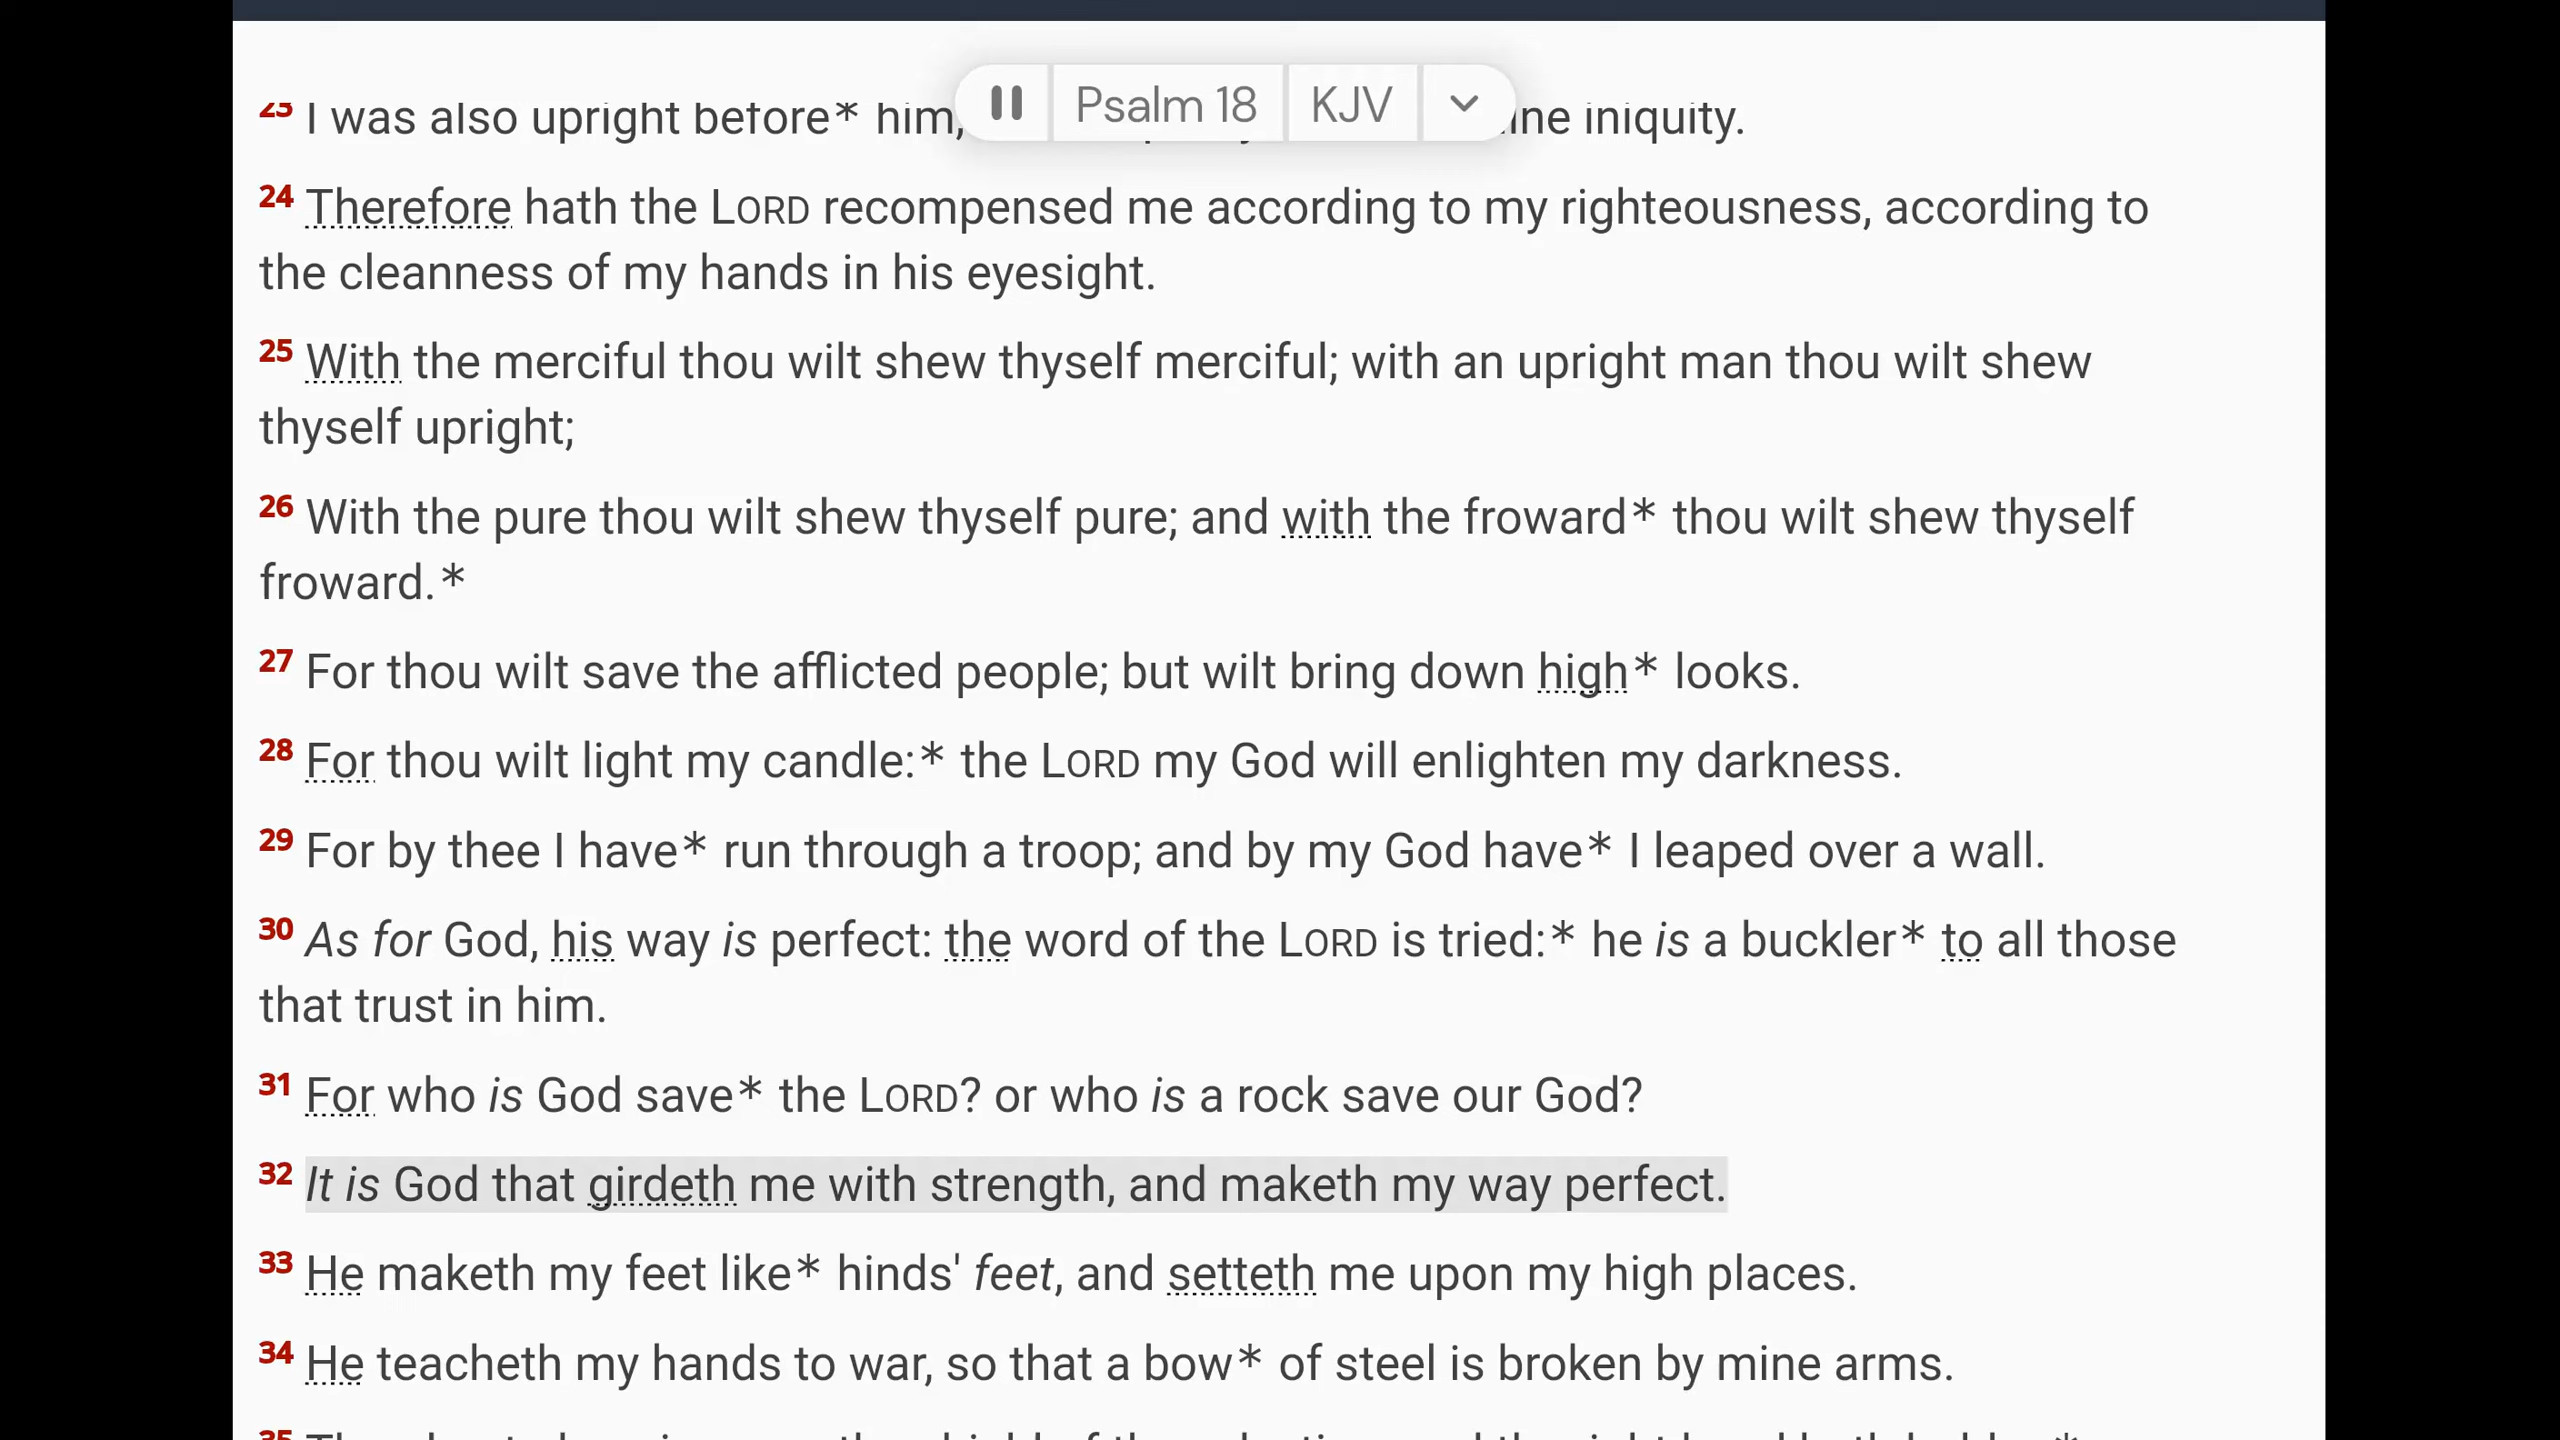 Psalm 18 KJV
23 I was also upright before* him, iniquity.
24 Therefore hath the LORD recompensed me according to my righteousness, according to
the cleanness of my hands in his eyesight.
25 With the merciful thou wilt shew thyself merciful; with an upright man thou wilt shew
thyself upright;
26 With the pure thou wilt shew thyself pure; and with the froward* thou wilt shew thyself
froward.*
27 For thou wilt save the afflicted people; but wilt bring down high* looks.
28 For thou wilt light my candle:* the LORD my God will enlighten my darkness.
29 For by thee I have* run through a troop; and by my God have* I leaped over a wall.
30 As for God, his way is perfect: the word of the LORD is tried:* he is a buckler* to all those
that trust in him.
31 For who is God save* the LORD? or who is a rock save our God?
32 It is God that girdeth me with strength, and maketh my way perfect.
33 He maketh my feet like* hinds' feet, and setteth me upon my high places.
34 He teacheth my hands to war, so that a bow* of steel is broken by mine arms.